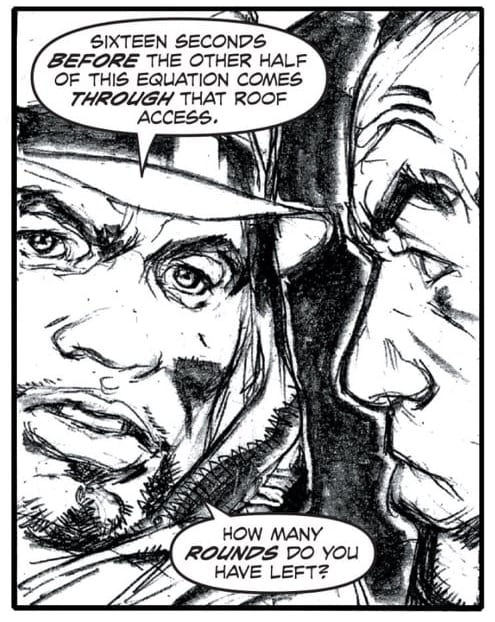 SIXTEEN SECONDS
BEFORE THE OTHER HALF
OF THIS EQUATION COMES
THROUGH THAT ROOF
ACCESS.
HOW MANY
ROUNDS DO YOU
HAVE LEFT?